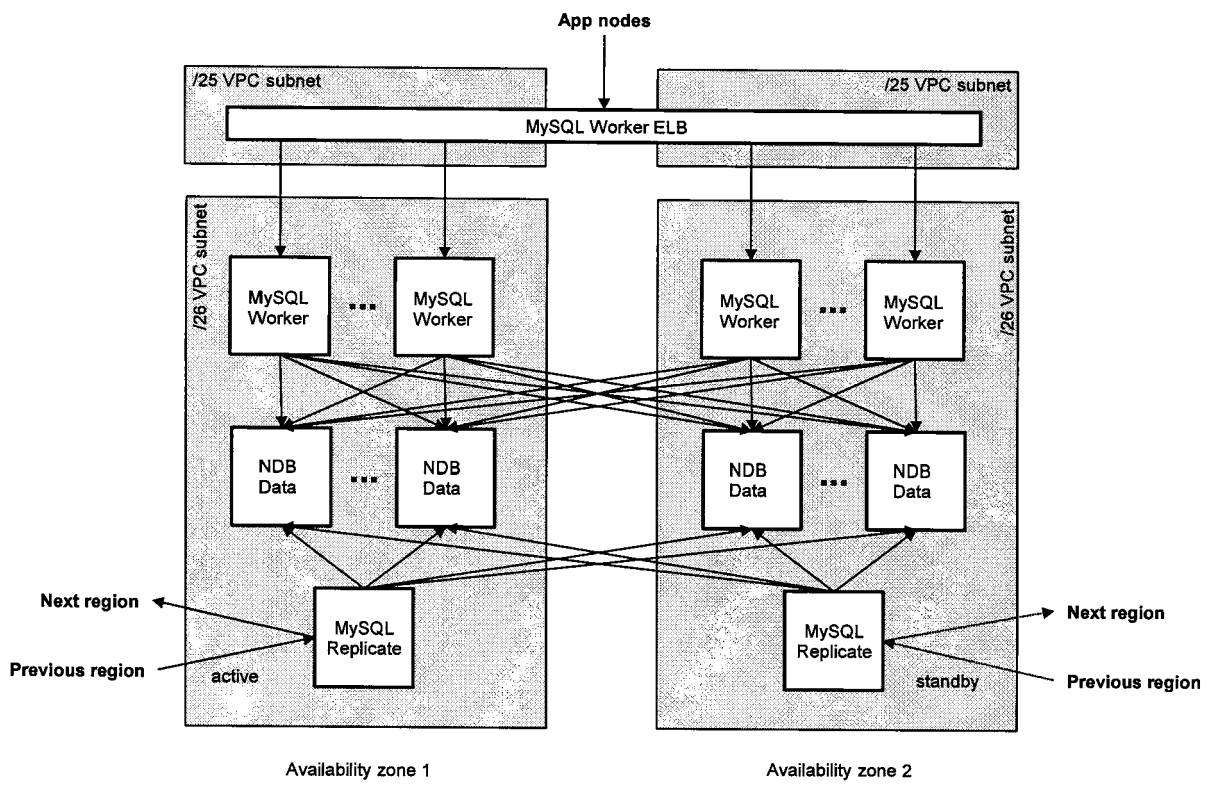 App nodes
/25 VPC subnet
/25 VPC subnet
MySQL Worker ELB
/26 VPC subnet
/26 VPC subnet
MySQL
Worker
...
MySQL
Worker
MySQL
Worker
...
MySQL
Worker
NDB
Data
...
NDB
Data
NDB
Data
...
NDB
Data
Next region
Previous region
MySQL
Replicate
active
MySQL
Replicate
standby
Next region
Previous region
Availability zone 1
Availability zone 2